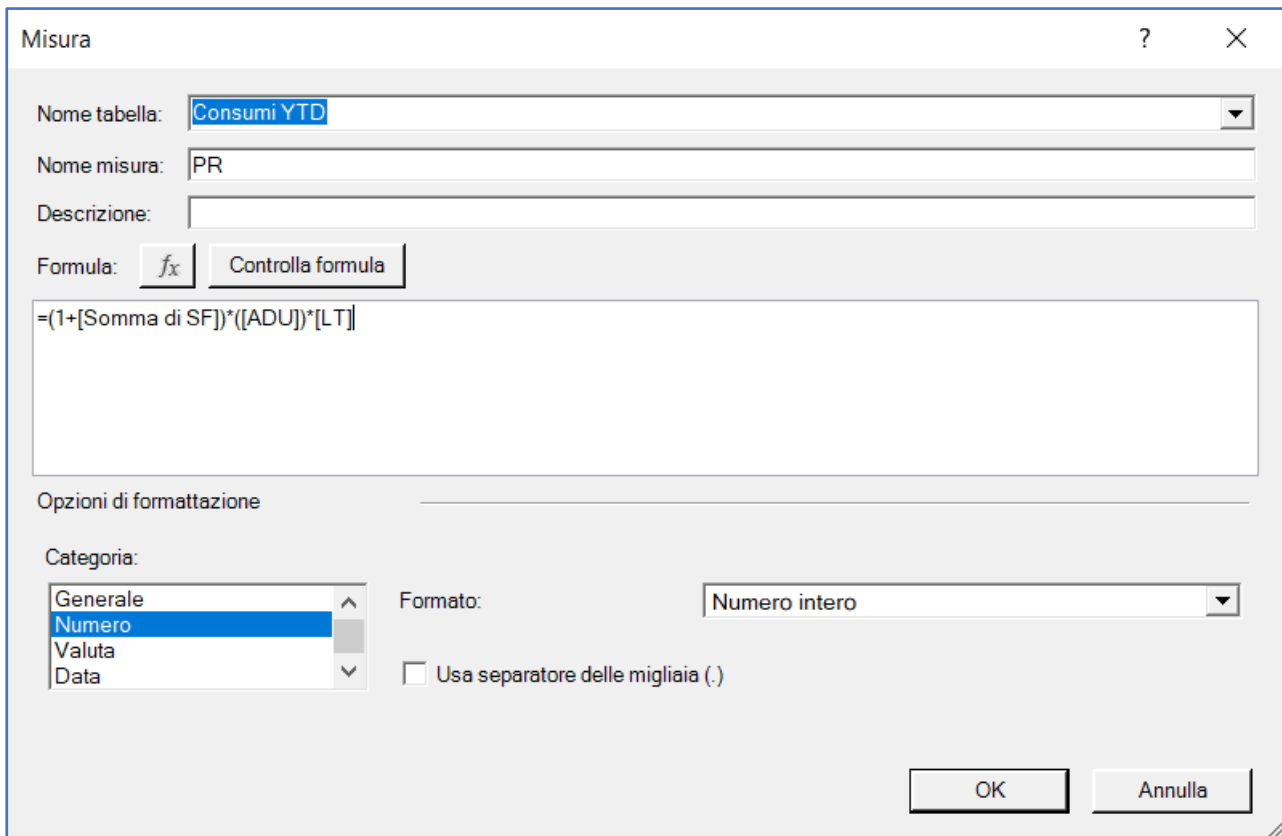 Misura ?
Nome tabella: Consumi YTD
Nome misura: PR
Descrizione:
Formula: fx Controlla formula
=(1+[Somma di SF])*([ADU])*[LT]
Opzioni di formattazione
Categoria:
Generale
Numero
Valuta
Data
Formato: Numero intero
Usa separatore delle migliaia (.)
OK Annulla